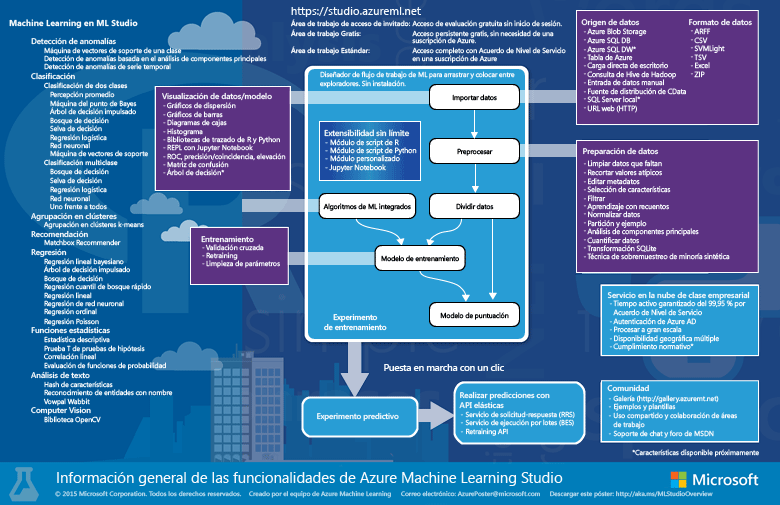 Machine Learning en ML Studio
Detección de anomalías
Máquina de vectores de soporte de una clase
Detección de anomalías basada en el análisis de componentes principales
Detección de anomalías de serie temporal
Clasificación
Clasificación de dos clases
Percepción promedio
Máquina del punto de Bayes
Árbol de decisión impulsado
Bosque de decisión
Selva de decisión
Regresión logística
Red neuronal
Máquina de vectores de soporte
Clasificación multiclase
Bosque de decisión
Selva de decisión
Regresión logística
Red neuronal
Uno frente a todos
Agrupación en clústeres
Agrupación en clústeres k-means
Recomendación
Matchbox Recommender
Regresión
Regresión lineal bayesiano
Árbol de decisión impulsado
Bosque de decisión
Regresión cuantil de bosque rápido
Regresión lineal
Regresión de red neuronal
Regresión ordinal
Regresión Poisson
Funciones estadísticas
Estadística descriptiva
Prueba T de pruebas de hipótesis
Correlación lineal
Evaluación de funciones de probabilidad
Análisis de texto
Hash de características
Reconocimiento de entidades con nombre
Vowpal Wabbit
Computer Vision
Biblioteca OpenCV
https://studio.azureml.net
Área de trabajo de acceso de invitado: Acceso de evaluación gratuita sin inicio de sesión.
Área de trabajo Gratis: Acceso persistente gratis, sin necesidad de una
suscripción de Azure.
Área de trabajo Estándar: Acceso completo con Acuerdo de Nivel de Servicio
en una suscripción de Azure
Visualización de datos/modelo
- Gráficos de dispersión
- Gráficos de barras
- Diagramas de cajas
- Histograma
- Bibliotecas de trazado de R y Python
- REPL con Jupyter Notebook
- ROC, precisión/coincidencia, elevación
- Matriz de confusión
- Árbol de decisión*
Entrenamiento
- Validación cruzada
- Retraining
- Limpieza de parámetros
Diseñador de flujo de trabajo de ML para arrastrar y colocar entre
exploradores. Sin instalación.
Importar datos
Extensibilidad sin límite
- Módulo de script de R
- Módulo de script de Python
- Módulo personalizado
- Jupyter Notebook
Preprocesar
Algoritmos de ML integrados
Dividir datos
Modelo de entrenamiento
Modelo de puntuación
Experimento
de entrenamiento
Puesta en marcha con un clic
Experimento predictivo
Realizar predicciones con
API elásticas
- Servicio de solicitud-respuesta (RRS)
- Servicio de ejecución por lotes (BES)
- Retraining API
Origen de datos
- Azure Blob Storage
- Azure SQL DB
- Azure SQL DW*
- Tabla de Azure
- Carga directa de escritorio
- Consulta de Hive de Hadoop
- Entrada de datos manual
- Fuente de distribución de CData
- SQL Server local*
- URL web (HTTP)
Formato de datos
- ARFF
- CSV
- SVMLight
- TSV
- Excel
- ZIP
Preparación de datos
- Limpiar datos que faltan
- Recortar valores atípicos
- Editar metadatos
- Selección de características
- Filtrar
- Aprendizaje con recuentos
- Normalizar datos
- Partición y ejemplo
- Análisis de componentes principales
- Cuantificar datos
- Transformación SQLite
- Técnica de sobremuestreo de minoría sintética
Servicio en la nube de clase empresarial
- Tiempo activo garantizado del 99,95 % por
Acuerdo de Nivel de Servicio
- Autenticación de Azure AD
- Procesar a gran escala
- Disponibilidad geográfica múltiple
- Cumplimiento normativo*
Comunidad
- Galería (http://gallery.azuremt.net)
- Ejemplos y plantillas
- Uso compartido y colaboración de áreas
de trabajo
- Soporte de chat y foro de MSDN
*Características disponible próximamente
Información general de las funcionalidades de Azure Machine Learning Studio
© 2015 Microsoft Corporation. Todos los derechos reservados. Creado por el equipo de Azure Machine Learning Correo electrónico: AzurePoster@microsoft.com Descargar este póster: http://aka.ms/MLStudioOverview
Microsoft